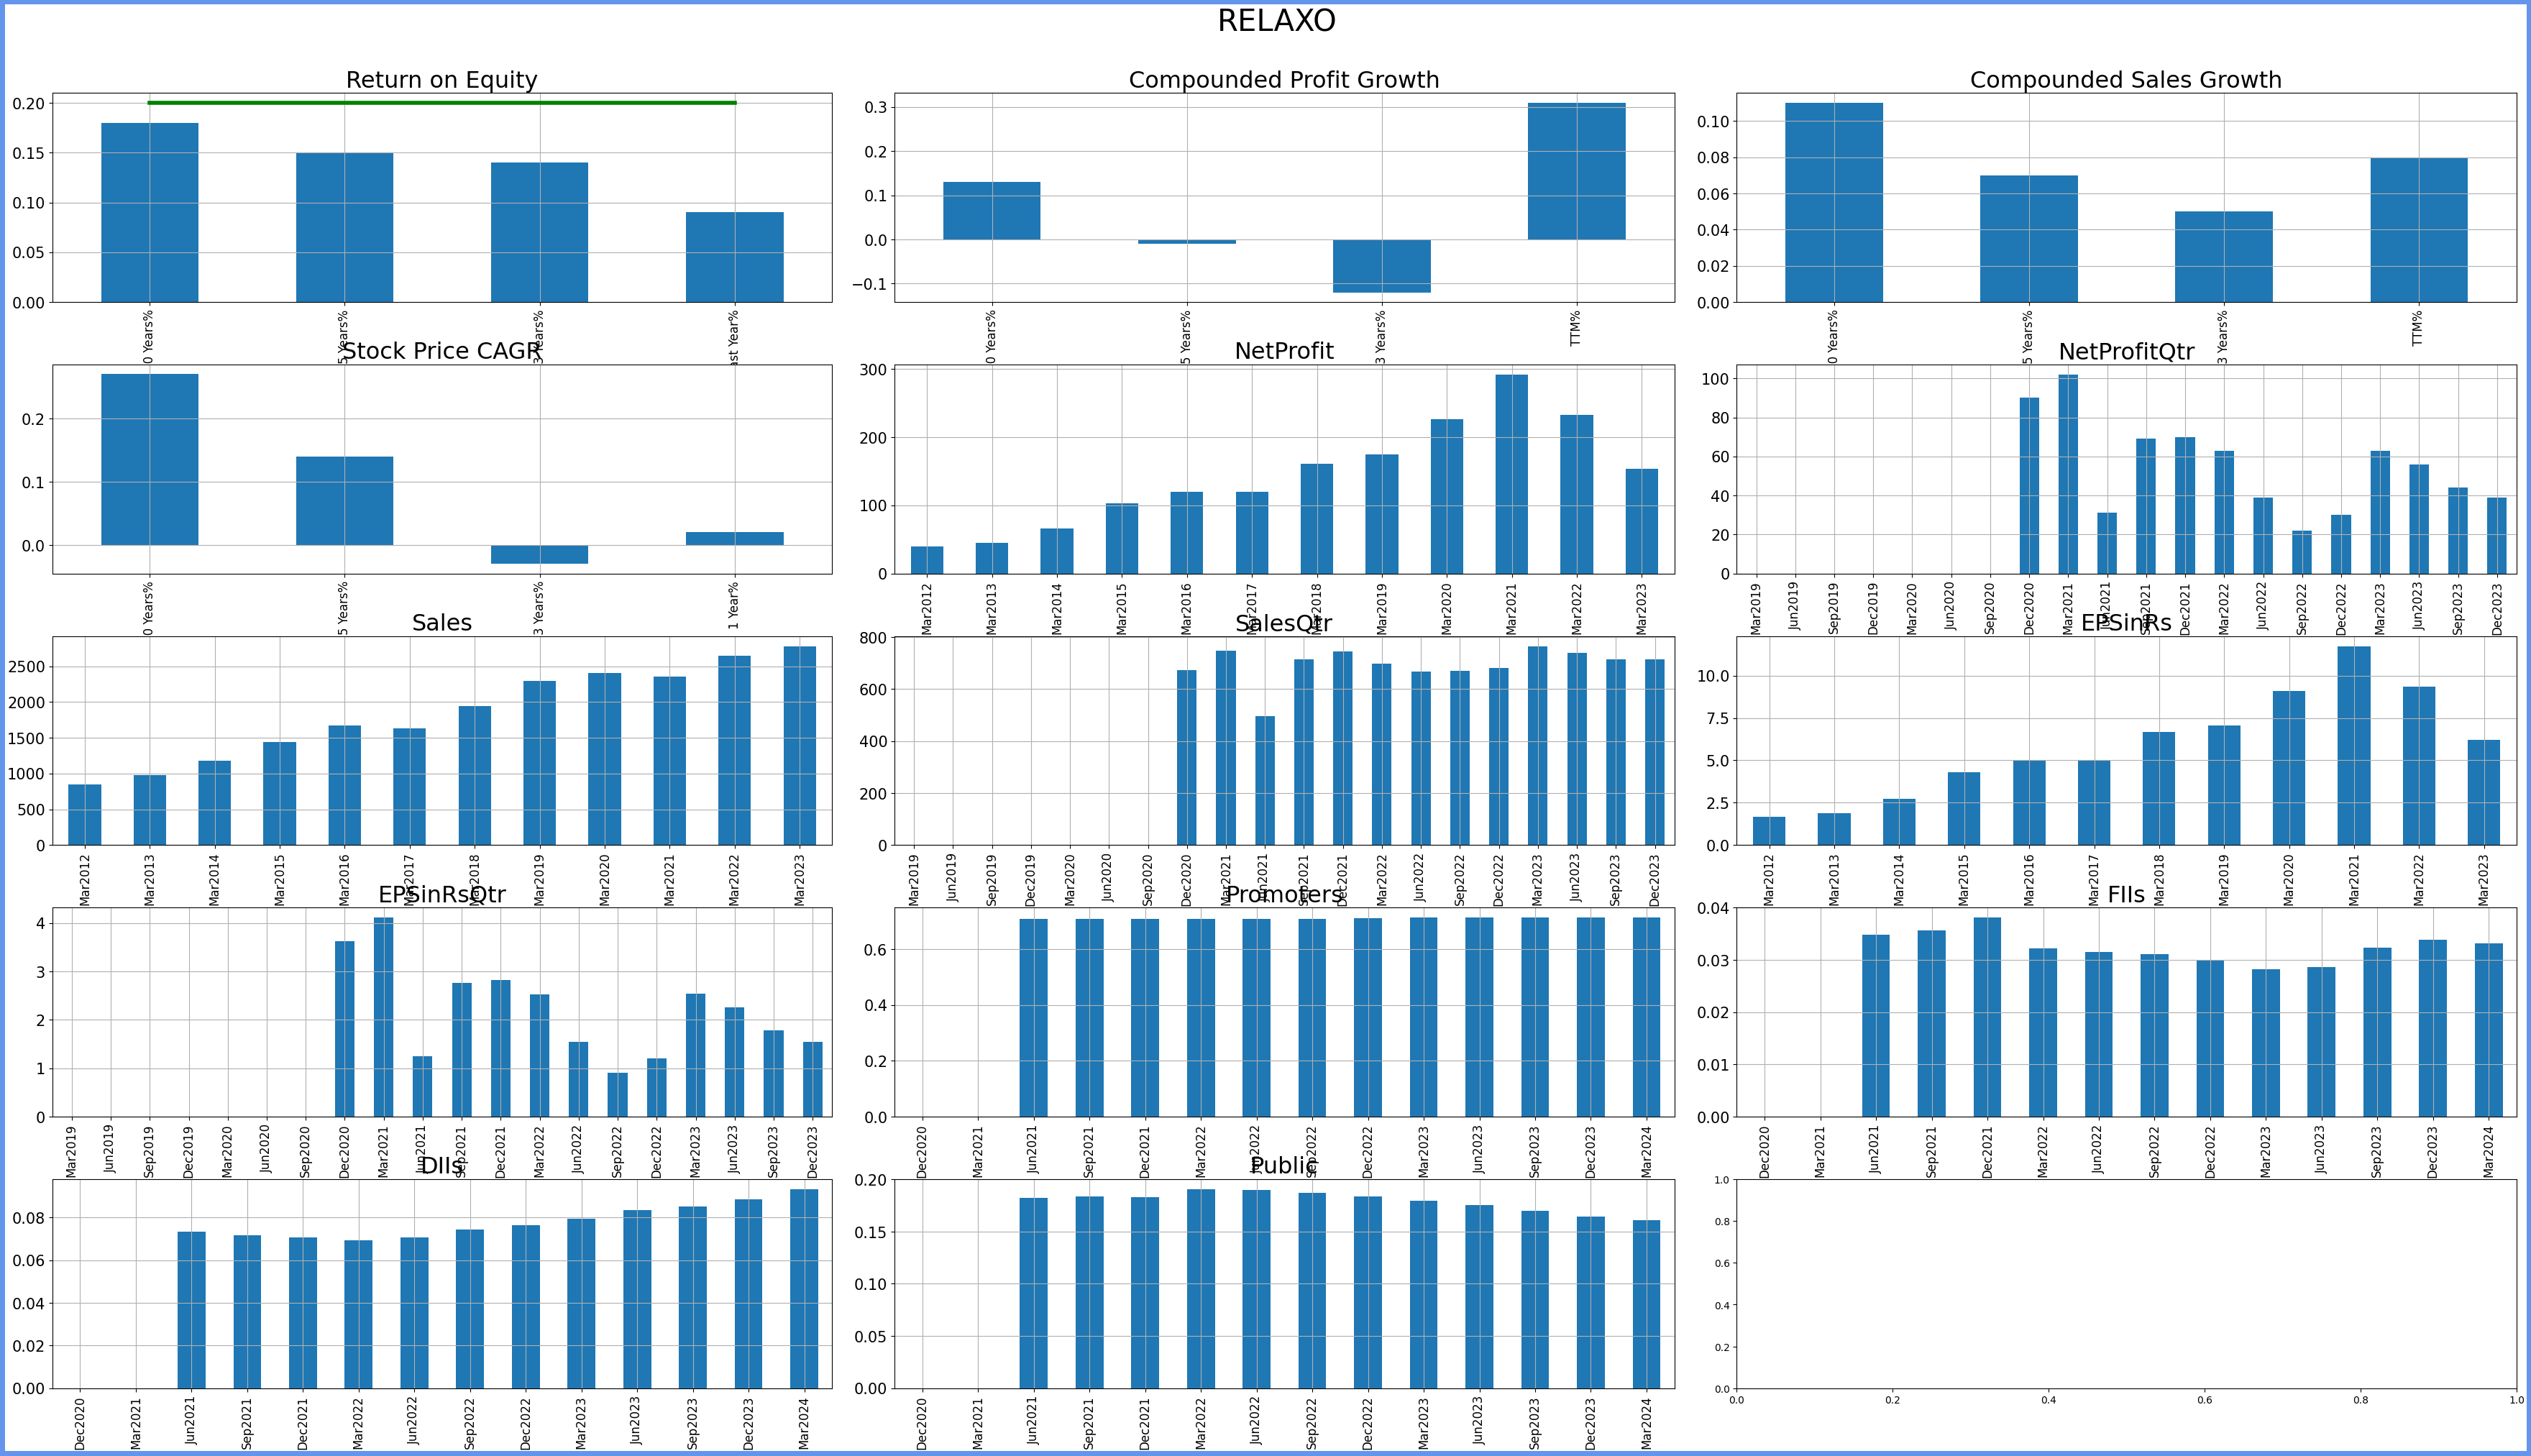 RELAXO
Return on Equity
0.20
0.15
0.10
0.05
0.00
0 Years%
5 Years%
3 Years%
ast Year%
Compounded Profit Growth
0.3
0.2
0.1
0.0
−0.1
0 Years%
5 Years%
3 Years%
TTM%
Compounded Sales Growth
0.10
0.08
0.06
0.04
0.02
0.00
0 Years%
5 Years%
3 Years%
TTM%
Stock Price CAGR
0.2
0.1
0.0
0 Years%
5 Years%
3 Years%
1 Year%
NetProfit
300
200
100
0
Mar2012
Mar2013
Mar2014
Mar2015
Mar2016
Mar2017
Mar2018
Mar2019
Mar2020
Mar2021
Mar2022
Mar2023
NetProfitQtr
100
80
60
40
20
0
Mar2019
Jun2019
Sep2019
Dec2019
Mar2020
Jun2020
Sep2020
Dec2020
Mar2021
Jun2021
Sep2021
Dec2021
Mar2022
Jun2022
Sep2022
Dec2022
Mar2023
Jun2023
Sep2023
Dec2023
Sales
2500
2000
1500
1000
500
0
Mar2012
Mar2013
Mar2014
Mar2015
Mar2016
Mar2017
Mar2018
Mar2019
Mar2020
Mar2021
Mar2022
Mar2023
SalesQtr
800
600
400
200
0
Mar2019
Jun2019
Sep2019
Dec2019
Mar2020
Jun2020
Sep2020
Dec2020
Mar2021
Jun2021
Sep2021
Dec2021
Mar2022
Jun2022
Sep2022
Dec2022
Mar2023
Jun2023
Sep2023
Dec2023
EPSinRs
10.0
7.5
5.0
2.5
0.0
Mar2012
Mar2013
Mar2014
Mar2015
Mar2016
Mar2017
Mar2018
Mar2019
Mar2020
Mar2021
Mar2022
Mar2023
EPSinRsQtr
4
3
2
1
0
Mar2019
Jun2019
Sep2019
Dec2019
Mar2020
Jun2020
Sep2020
Dec2020
Mar2021
Jun2021
Sep2021
Dec2021
Mar2022
Jun2022
Sep2022
Dec2022
Mar2023
Jun2023
Sep2023
Dec2023
Promoters
0.6
0.4
0.2
0.0
Dec2020
Mar2021
Jun2021
Sep2021
Dec2021
Mar2022
Jun2022
Sep2022
Dec2022
Mar2023
Jun2023
Sep2023
Dec2023
Mar2024
FIIs
0.04
0.03
0.02
0.01
0.00
Dec2020
Mar2021
Jun2021
Sep2021
Dec2021
Mar2022
Jun2022
Sep2022
Dec2022
Mar2023
Jun2023
Sep2023
Dec2023
Mar2024
DIIs
0.08
0.06
0.04
0.02
0.00
Dec2020
Mar2021
Jun2021
Sep2021
Dec2021
Mar2022
Jun2022
Sep2022
Dec2022
Mar2023
Jun2023
Sep2023
Dec2023
Mar2024
Public
0.20
0.15
0.10
0.05
0.00
Dec2020
Mar2021
Jun2021
Sep2021
Dec2021
Mar2022
Jun2022
Sep2022
Dec2022
Mar2023
Jun2023
Sep2023
Dec2023
Mar2024
1.0
0.8
0.6
0.4
0.2
0.0
0.0 0.2 0.4 0.6 0.8 1.0